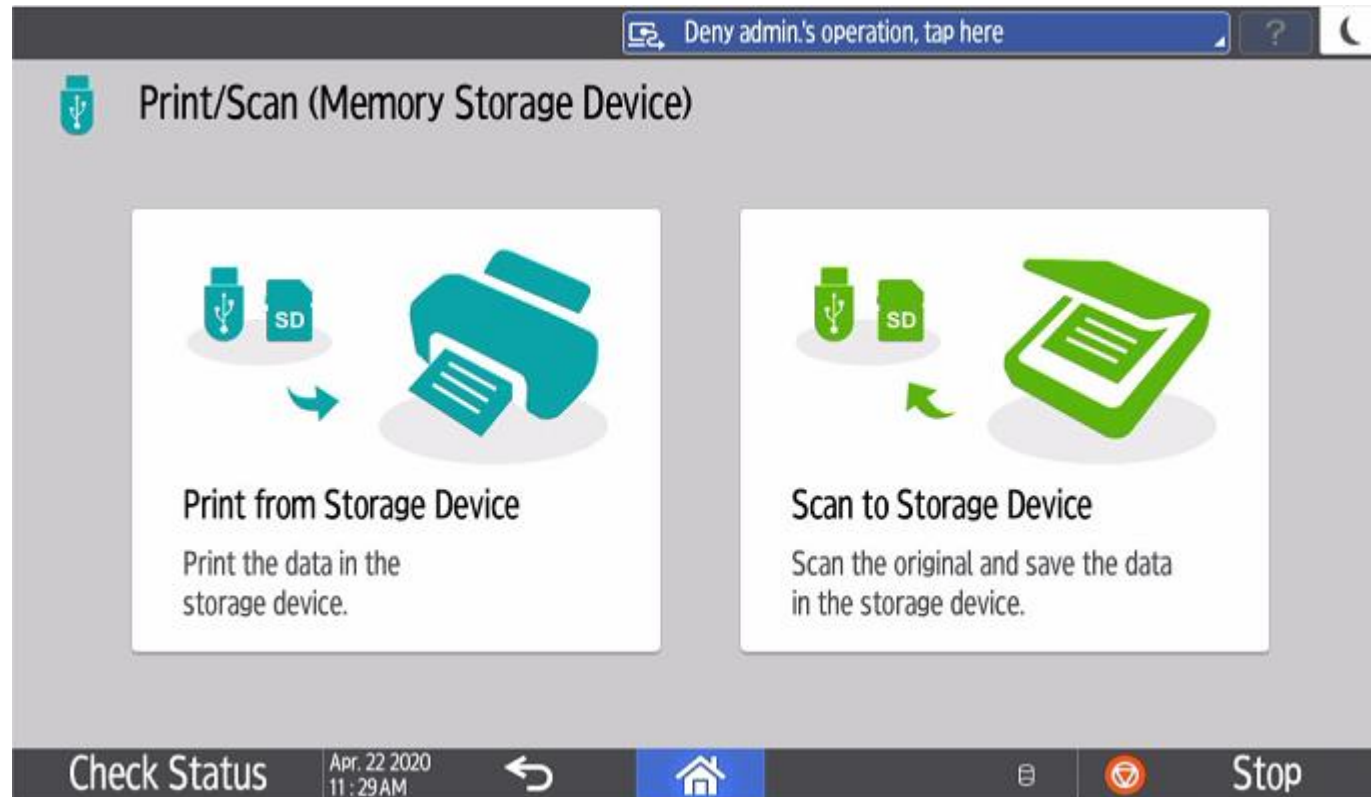 Deny admin.'s operation, tap here
?
Print/Scan (Memory Storage Device)
SD
SD
Print from Storage Device
Print the data in the
storage device.
Scan to Storage Device
Scan the original and save the data
in the storage device.
Check Status
Apr. 22 2020
11 : 29 AM
Stop